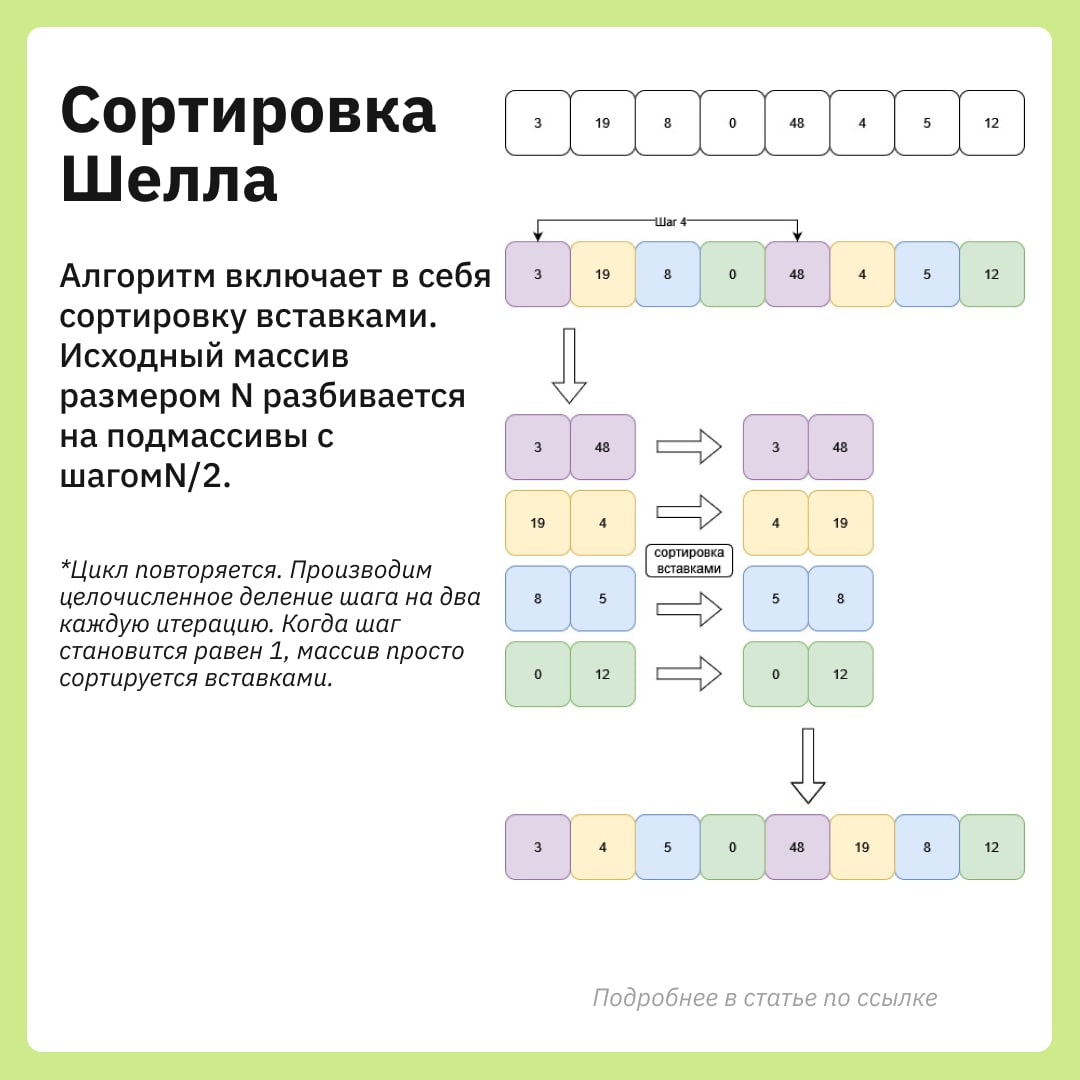 Сортировка
Шелла
Алгоритм включает в себя
сортировку вставками.
Исходный массив
размером N разбивается
на подмассивы с
шагомN/2.
*Цикл повторяется. Производим
целочисленное деление шага на два
каждую итерацию. Когда шаг
становится равен 1, массив просто
сортируется вставками.
3 19 8 0 48 4 5 12
Шаг 4
3 19 8 0 48 4 5 12
3 48 3 48
19 4 4 19
сортировка
вставками
8 5 5 8
0 12 0 12
3 4 5 0 48 19 8 12
Подробнее в статье по ссылке